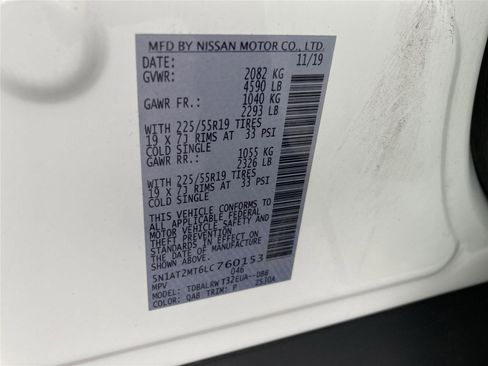 MFD BY NISSAN MOTOR CO., LTD.
DATE: 11/19
GVWR: 2082 KG
4590 LB
GAWR FR.: 1040 KG
2293 LB
WITH 225/55R19 TIRES
19 X 7J RIMS AT 33 PSI
COLD SINGLE
GAWR RR.: 1055 KG
2326 LB
WITH 225/55R19 TIRES
19 X 7J RIMS AT 33 PSI
COLD SINGLE
THIS VEHICLE CONFORMS TO
ALL APPLICABLE FEDERAL
MOTOR VEHICLE SAFETY AND
THEFT PREVENTION
STANDARDS IN EFFECT ON
THE DATE OF MANUFACTURE
SHOWN ABOVE.
5N1AT2MT6LC760153
MPV 046
MODEL: TDBALRWT32EUA--DBB
COLOR: QAB TRIM: P 2510A